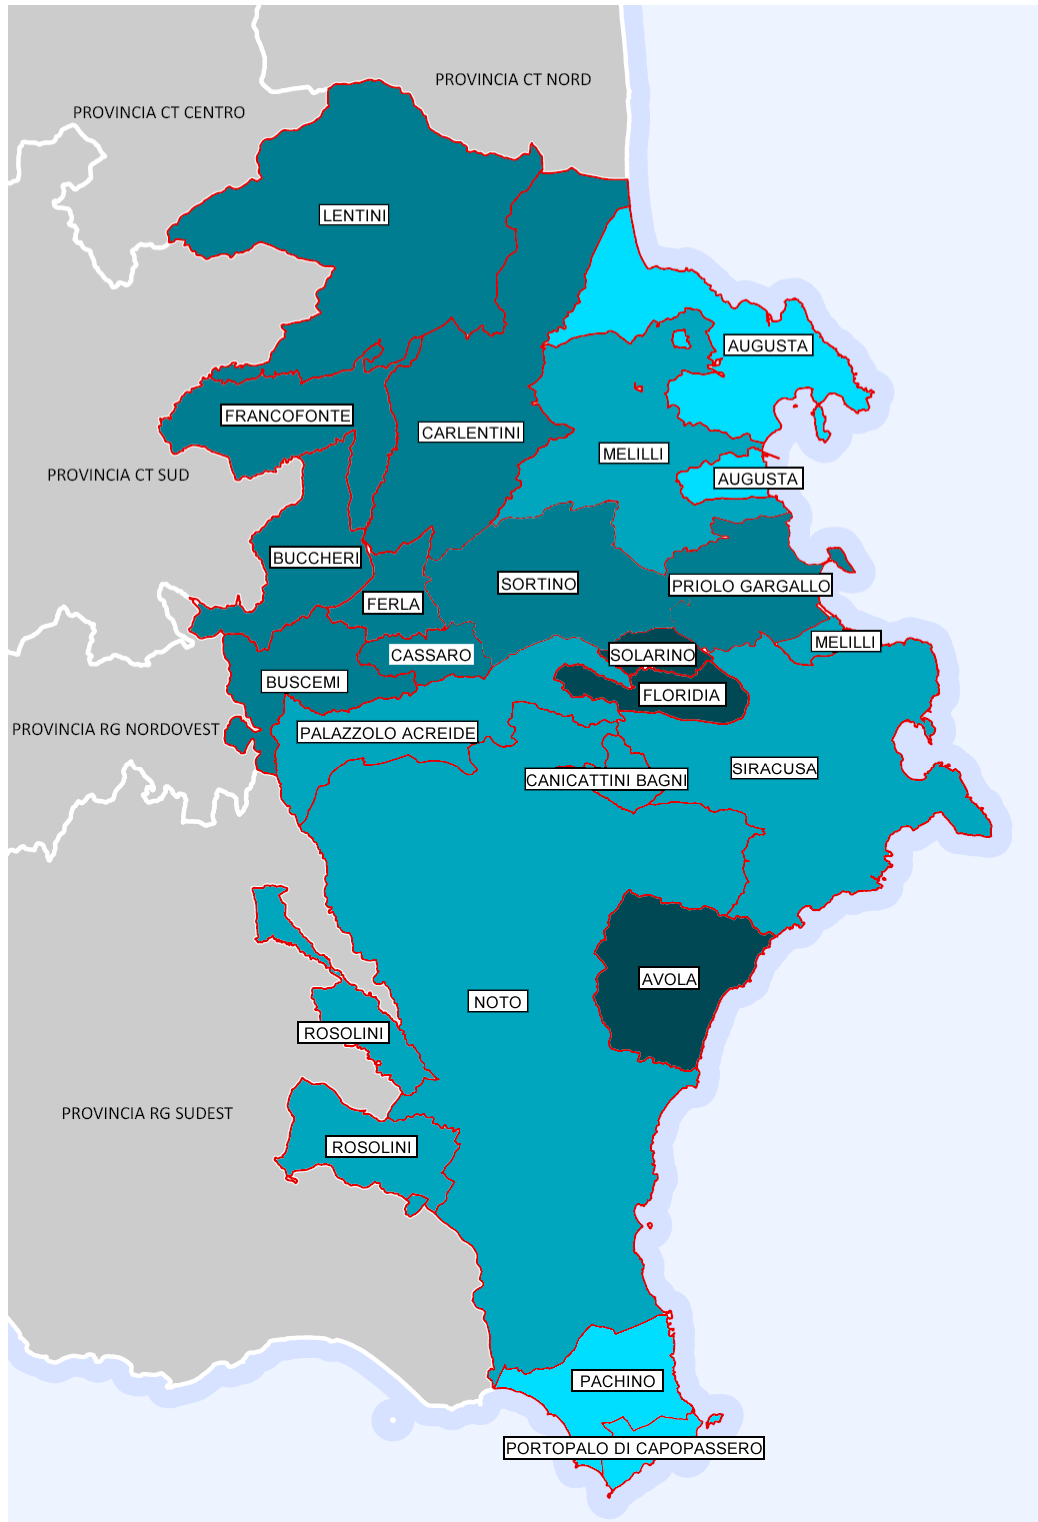 PROVINCIA CT NORD
PROVINCIA CT CENTRO
LENTINI
AUGUSTA
FRANCOFONTE
CARLENTINI
MELILLI
PROVINCIA CT SUD
AUGUSTA
BUCCHERI
SORTINO
PRIOLO GARGALLO
FERLA
MELILLI
CASSARO
SOLARINO
BUSCEMI
FLORIDIA
PROVINCIA RG NORDOVEST
PALAZZOLO ACREIDE
SIRACUSA
CANICATTINI BAGNI
AVOLA
NOTO
ROSOLINI
PROVINCIA RG SUDEST
ROSOLINI
PACHINO
PORTOPALO DI CAPOPASSERO